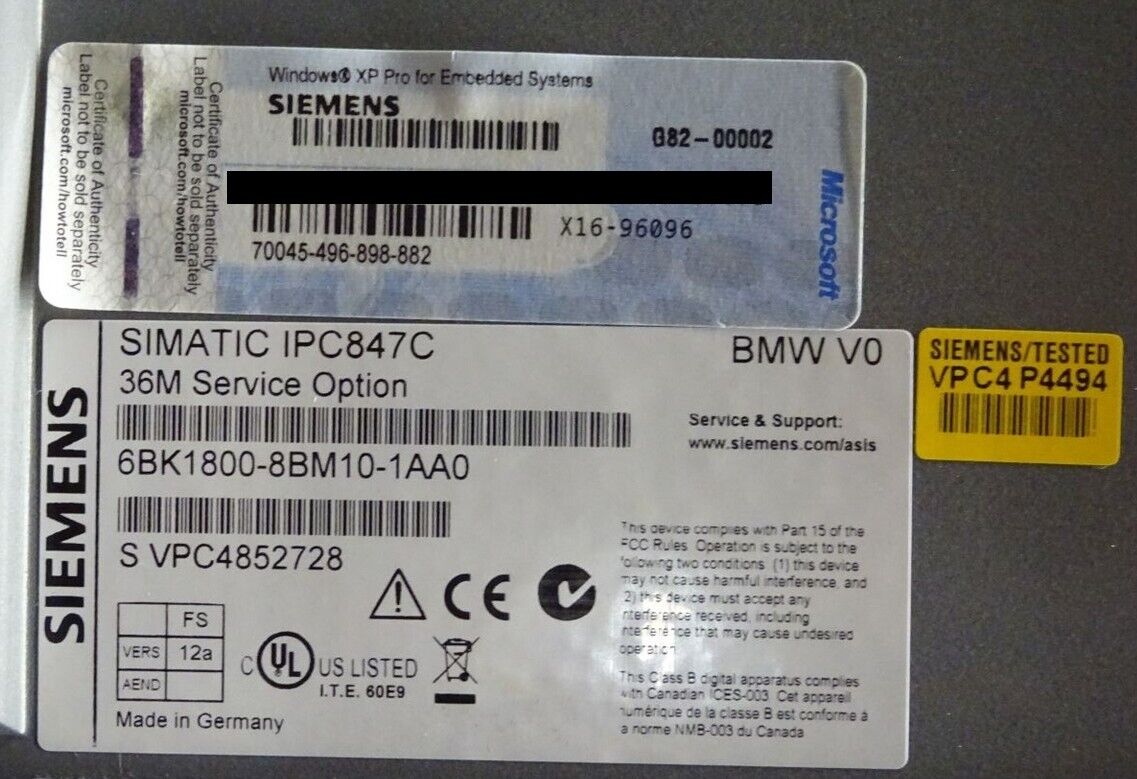 Certificate of Authenticity
Label not to be sold separately
microsoft.com/howtotell
Certificate of Authenticity
Label not to be sold separately
microsoft.com/howtotell
Windows® XP Pro for Embedded Systems
SIEMENS
G82-00002
X16-96096
70045-496-898-882
Microsoft
SIEMENS
SIMATIC IPC847C
BMW V0
36M Service Option
Service & Support:
www.siemens.com/asis
6BK1800-8BM10-1AA0
S VPC4852728
FS
VERS 12a
AEND
C UL US LISTED
I.T.E. 60E9
CE
Made in Germany
This device complies with Part 15 of the
FCC Rules. Operation is subject to the
following two conditions. (1) this device
may not cause harmful interference, and
2) this device must accept any
interference received, including
interference that may cause undesired
operation.
This Class B digital apparatus complies
with Canadian ICES-003. Cet appareil
numérique de la classe B est conforme à
a norme NMB-003 du Canada
SIEMENS/TESTED
VPC4 P4494